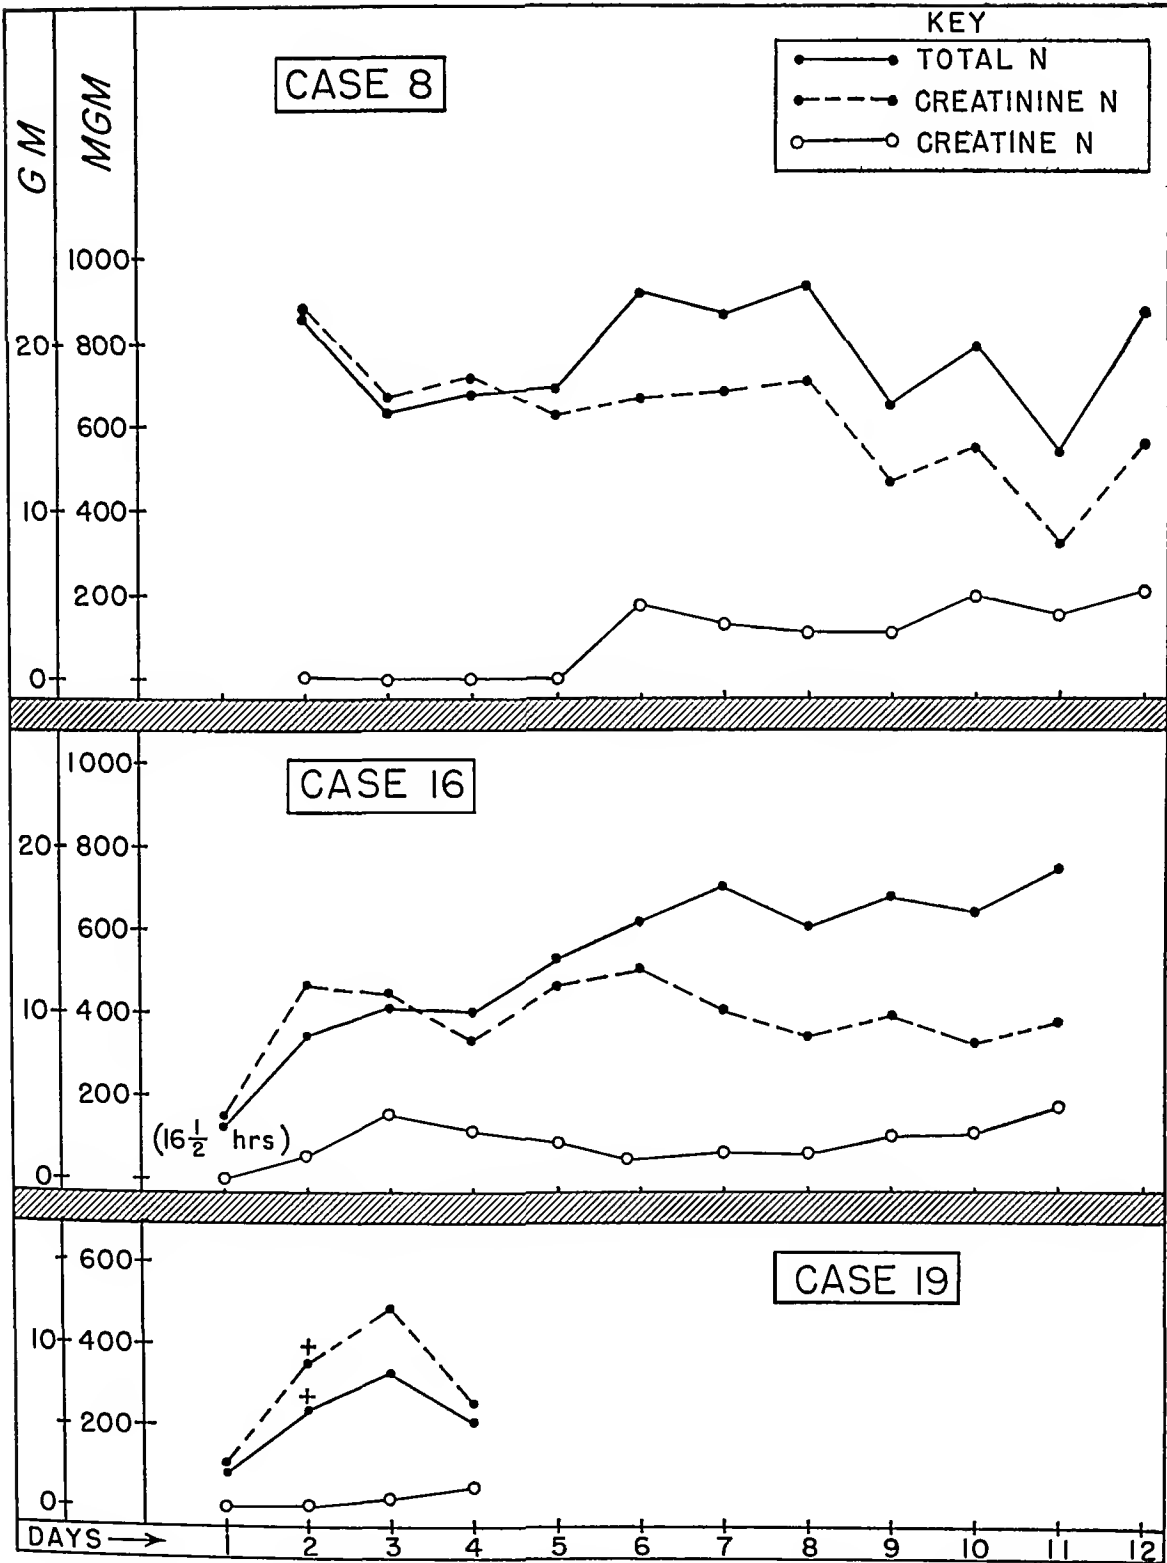 KEY
TOTAL N
CREATININE N
CREATINE N
CASE 8
GM
MGM
1000
20 800
600
10 400
200
0
CASE 16
1000
20 800
600
10 400
200
(16½ hrs)
0
CASE 19
600
10 400
200
0
DAYS → 1 2 3 4 5 6 7 8 9 10 11 12